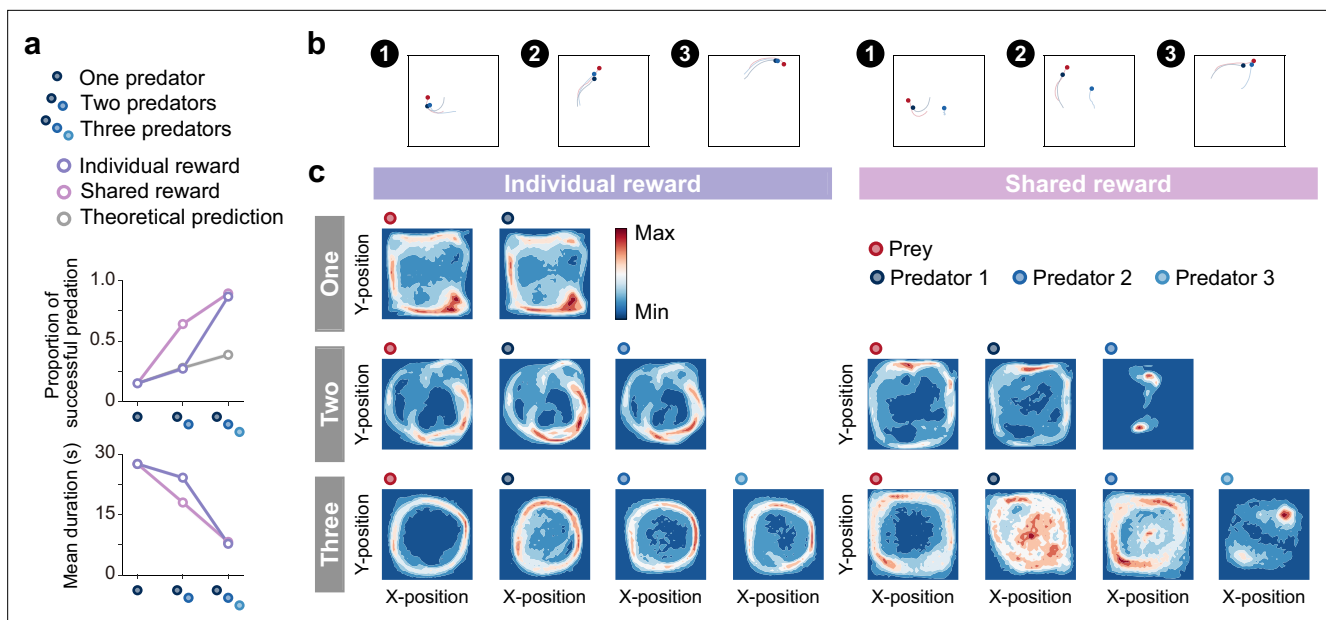 a
One predator
Two predators
Three predators
Individual reward
Shared reward
Theoretical prediction
Proportion of
successful predation
1.0
0.5
0
Mean duration (s)
30
15
0
b
1
2
3
1
2
3
c
Individual reward
Shared reward
One
Y-position
Max
Min
Prey
Predator 1
Predator 2
Predator 3
Two
Y-position
Y-position
Three
Y-position
Y-position
X-position
X-position
X-position
X-position
X-position
X-position
X-position
X-position